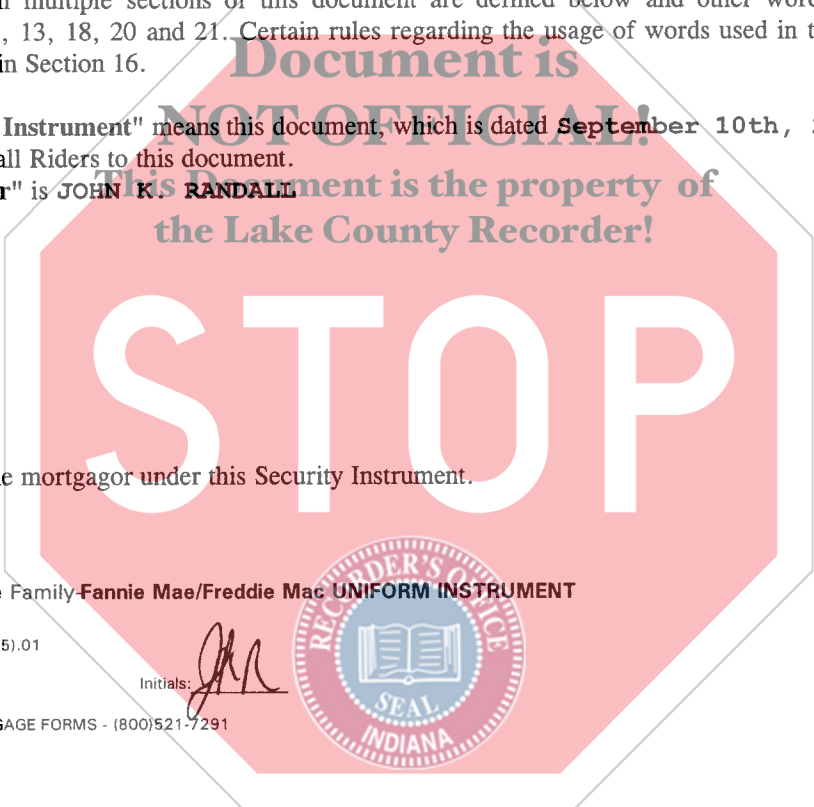 multiple sections of this document are defined below and other
, 13, 18, 20 and 21. Certain rules regarding the usage of words used in
in Section 16.
Document is
NOT OFFICIAL!
Instrument" means this document, which is dated September 10th,
all Riders to this document.
This Document is the property of
" is JOHN K. RANDALL
the Lake County Recorder!
STOP
mortgagor under this Security Instrument.
RECORDER'S OFFICE
Family-Fannie Mae/Freddie Mac UNIFORM INSTRUMENT
5).01
Initials: JKR
SEAL
GAGE FORMS - (800)521-7291
INDIANA